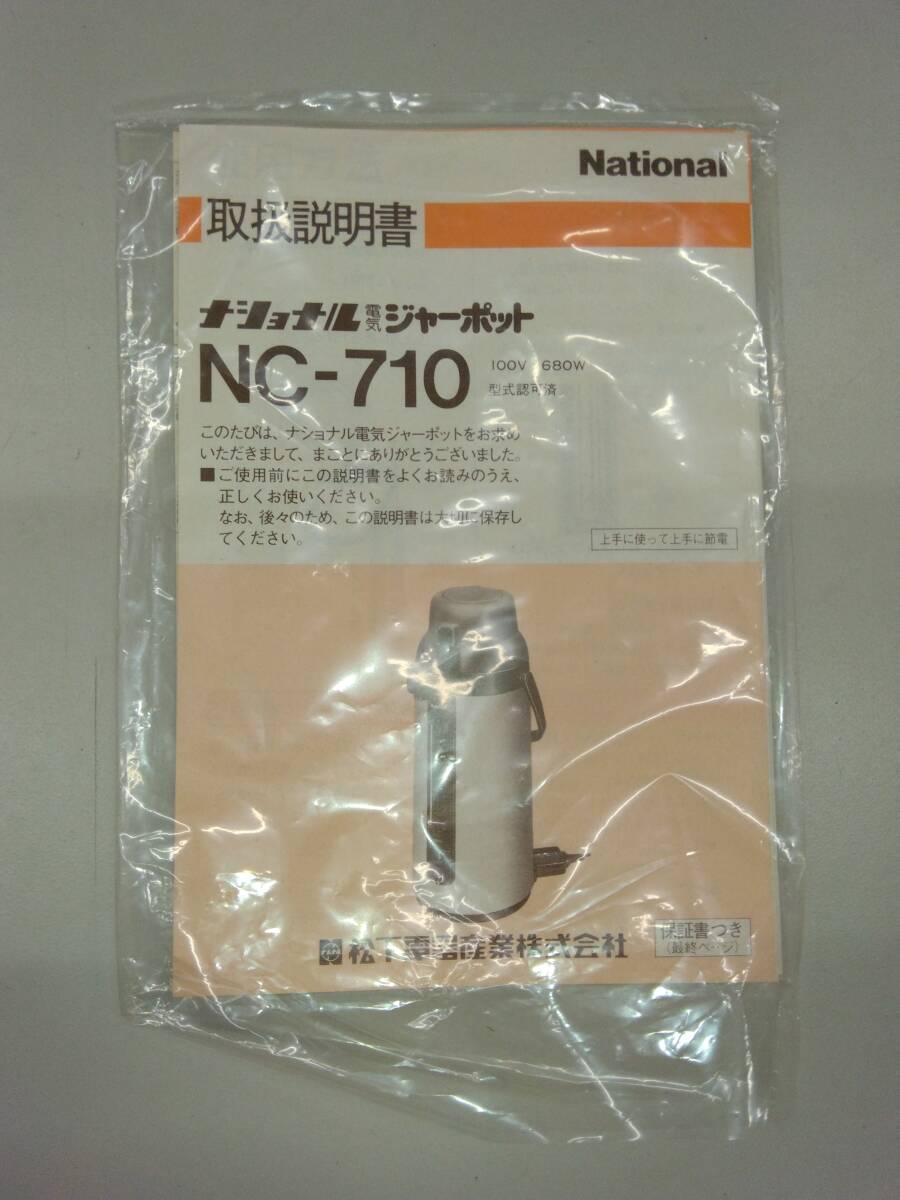 National
取扱説明書
ナショナル電気ジャーポット
NC-710
100V 680W
型式認可済
このたびは、ナショナル電気ジャーポットをお求め
いただきまして、まことにありがとうございました。
■ご使用前にこの説明書をよくお読みのうえ、
正しくお使いください。
なお、後々のため、この説明書は大切に保存し
てください。
上手に使って上手に節電
保証書つき
(最終ページ)
松下電器産業株式会社